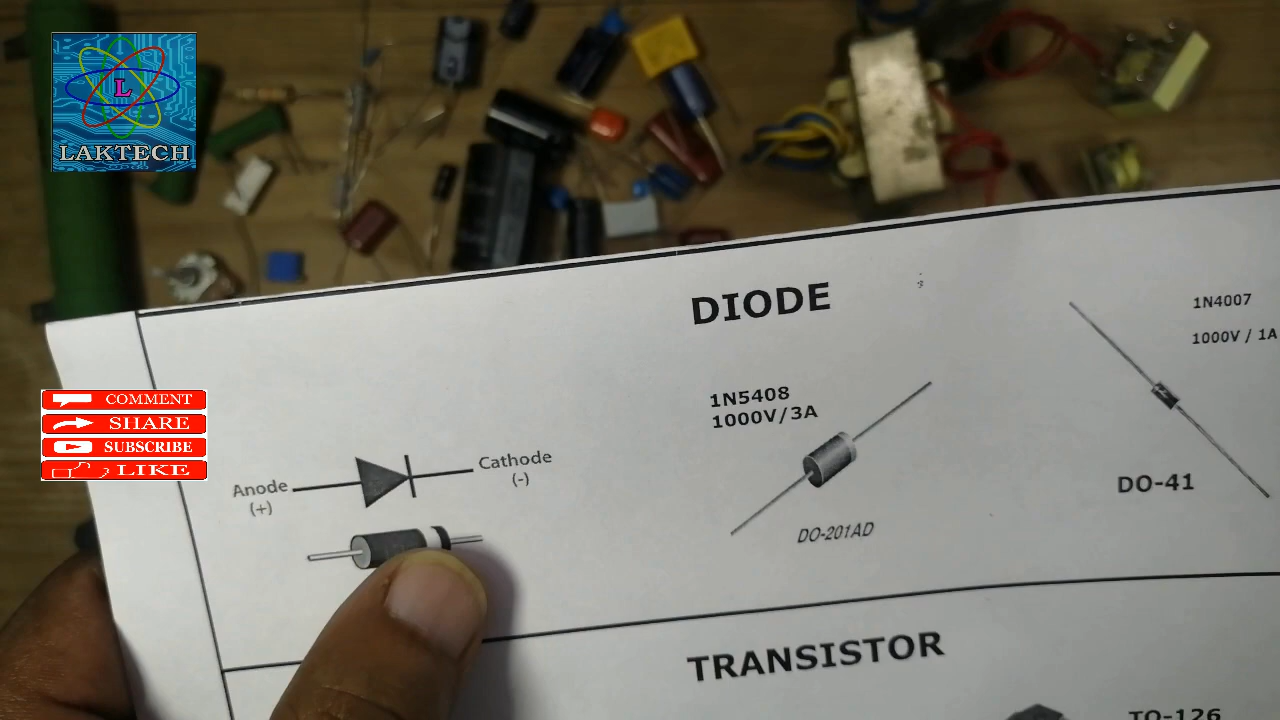 L
LAKTECH
DIODE
1N4007
1000V / 1A
1N5408
1000V/3A
COMMENT
SHARE
SUBSCRIBE
LIKE
Anode
(+)
Cathode
(-)
DO-41
DO-201AD
TRANSISTOR
TO-126